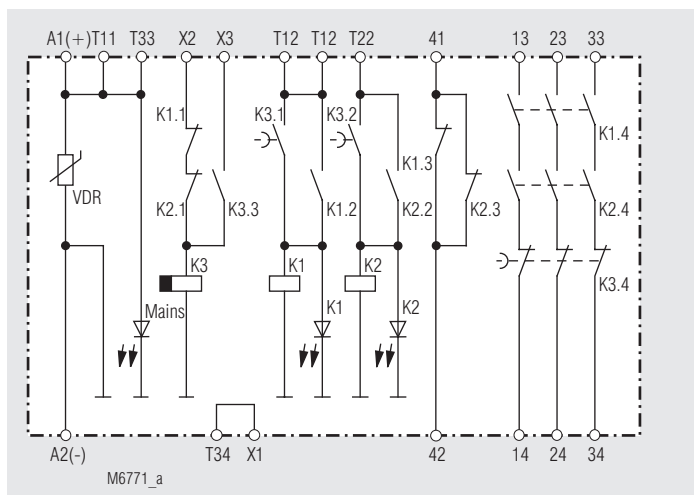 A1(+) T11 T33 X2 X3 T12 T12 T22 41 13 23 33
K1.1 K3.1 K3.2
K1.4
K1.3
VDR K2.1 K3.3 K1.2 K2.2 K2.3 K2.4
K3 K1 K2
K3.4
Mains K1 K2
A2(-) T34 X1 42 14 24 34
M6771_a